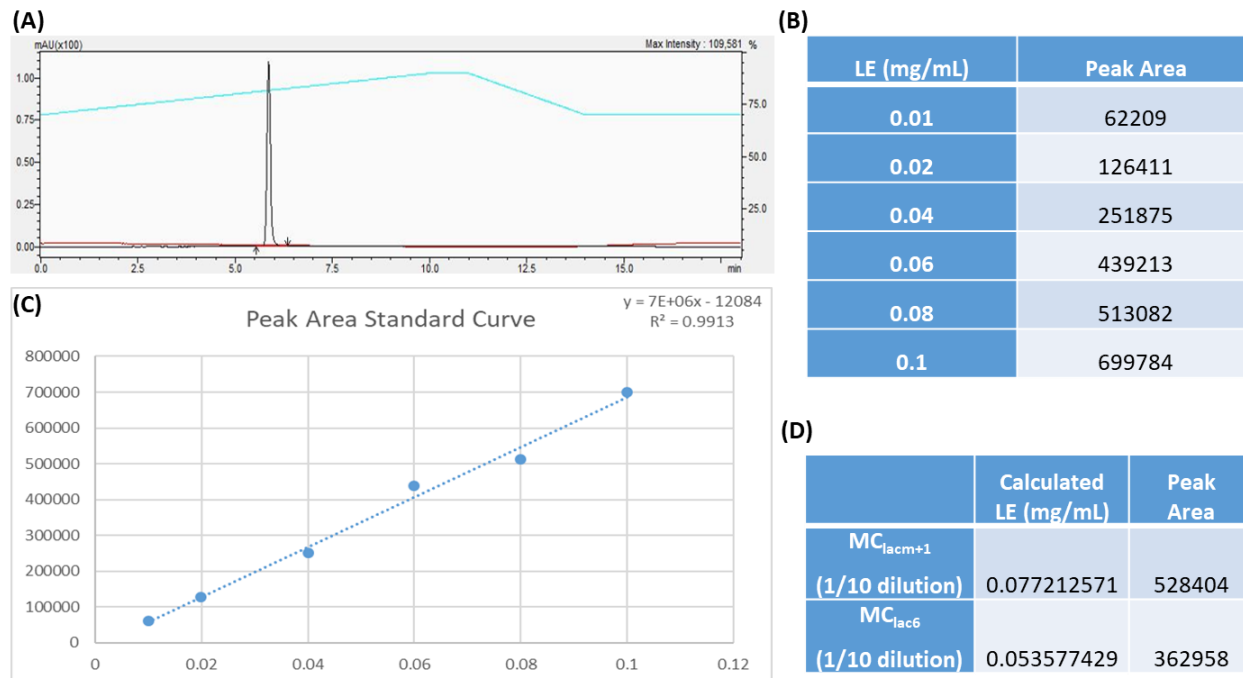 (A)
mAU(x100)
Max Intensity : 109,581
%
1.00
0.75
0.50
0.25
0.00
75.0
50.0
25.0
0.0 2.5 5.0 7.5 10.0 12.5 15.0 min
(B)
LE (mg/mL) Peak Area
0.01 62209
0.02 126411
0.04 251875
0.06 439213
0.08 513082
0.1 699784
(C)
Peak Area Standard Curve
y = 7E+06x - 12084
R² = 0.9913
800000
700000
600000
500000
400000
300000
200000
100000
0
0 0.02 0.04 0.06 0.08 0.1 0.12
(D)
Calculated Peak
LE (mg/mL) Area
MClacm+1
(1/10 dilution) 0.077212571 528404
MClac6
(1/10 dilution) 0.053577429 362958